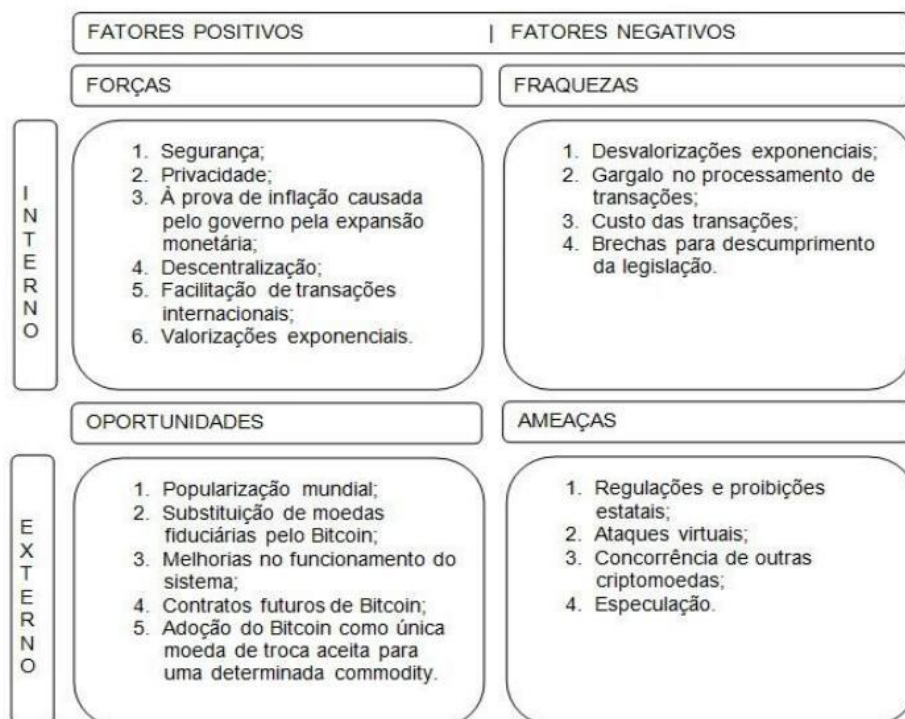 FATORES POSITIVOS | FATORES NEGATIVOS
FORÇAS
FRAQUEZAS
INTERNO
1. Segurança;
2. Privacidade;
3. À prova de inflação causada
pelo governo pela expansão
monetária;
4. Descentralização;
5. Facilitação de transações
internacionais;
6. Valorizações exponenciais.
1. Desvalorizações exponenciais;
2. Gargalo no processamento de
transações;
3. Custo das transações;
4. Brechas para descumprimento
da legislação.
OPORTUNIDADES
AMEAÇAS
EXTERNO
1. Popularização mundial;
2. Substituição de moedas
fiduciárias pelo Bitcoin;
3. Melhorias no funcionamento do
sistema;
4. Contratos futuros de Bitcoin;
5. Adoção do Bitcoin como única
moeda de troca aceita para
uma determinada commodity.
1. Regulações e proibições
estatais;
2. Ataques virtuais;
3. Concorrência de outras
criptomoedas;
4. Especulação.